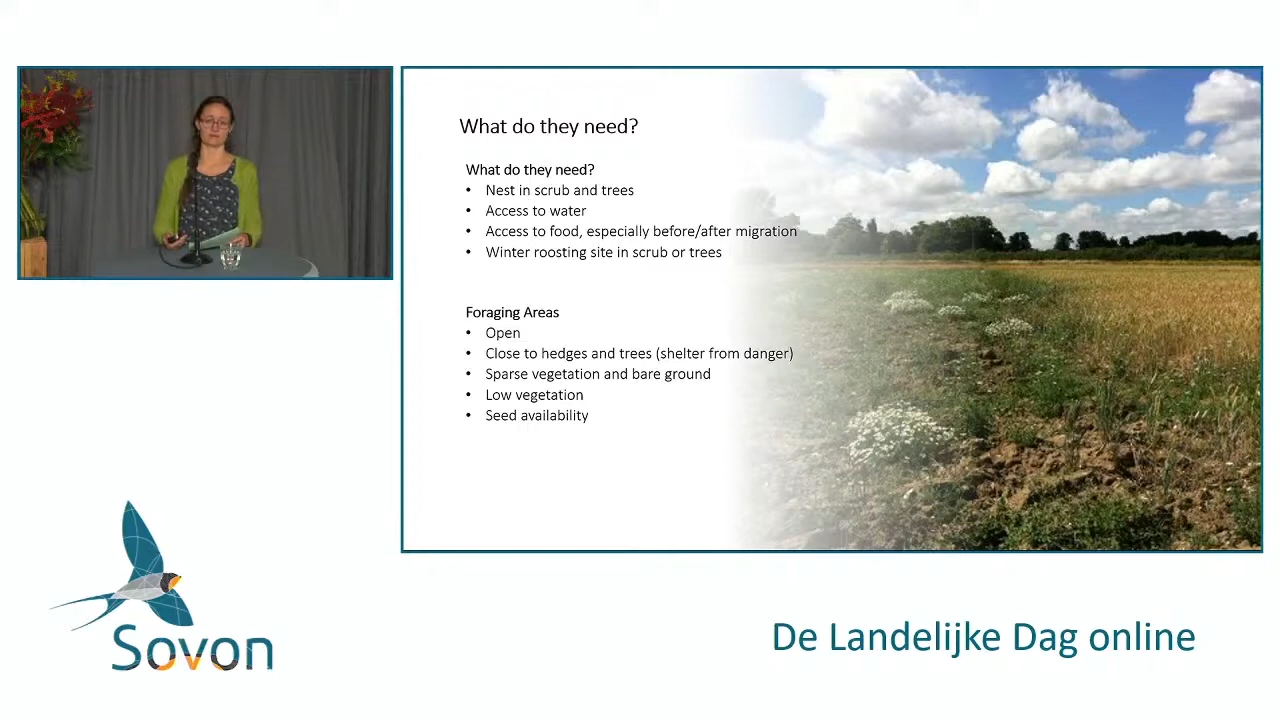 What do they need?
What do they need?
• Nest in scrub and trees
• Access to water
• Access to food, especially before/after migration
• Winter roosting site in scrub or trees
Foraging Areas
• Open
• Close to hedges and trees (shelter from danger)
• Sparse vegetation and bare ground
• Low vegetation
• Seed availability
Sovon
De Landelijke Dag online